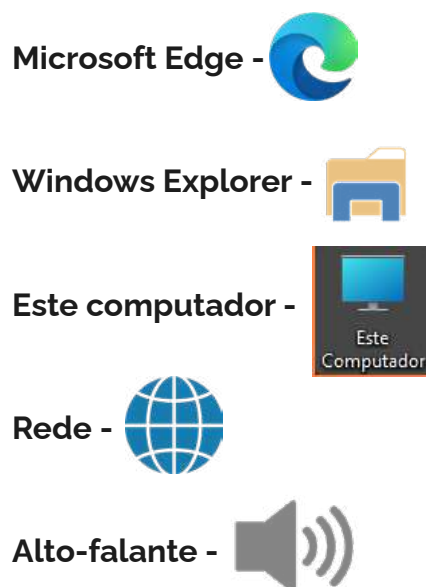 Microsoft Edge -
Windows Explorer -
Este computador -
Este
Computador
Rede -
Alto-falante -